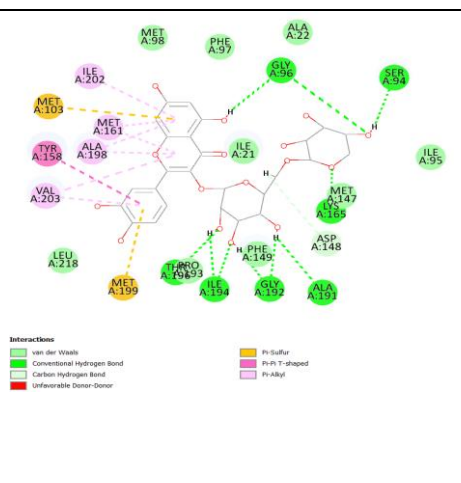 ALA
A:22
MET
A:98
PHE
A:97
GLY
A:96
ILE
A:202
SER
A:94
MET
A:103
MET
A:161
TYR
A:158
ALA
A:198
ILE
A:21
ILE
A:95
VAL
A:203
MET
A:147
LYS
A:165
ASP
A:148
LEU
A:218
PHE
A:149
PRO
A:193
THR
A:196
MET
A:199
ILE
A:194
GLY
A:192
ALA
A:191
O
O
O
O
O
O
O
O
O
O
O
O
H
H
H
H
H
H
Interactions
van der Waals
Conventional Hydrogen Bond
Carbon Hydrogen Bond
Unfavorable Donor-Donor
Pi-Sulfur
Pi-Pi T-shaped
Pi-Alkyl